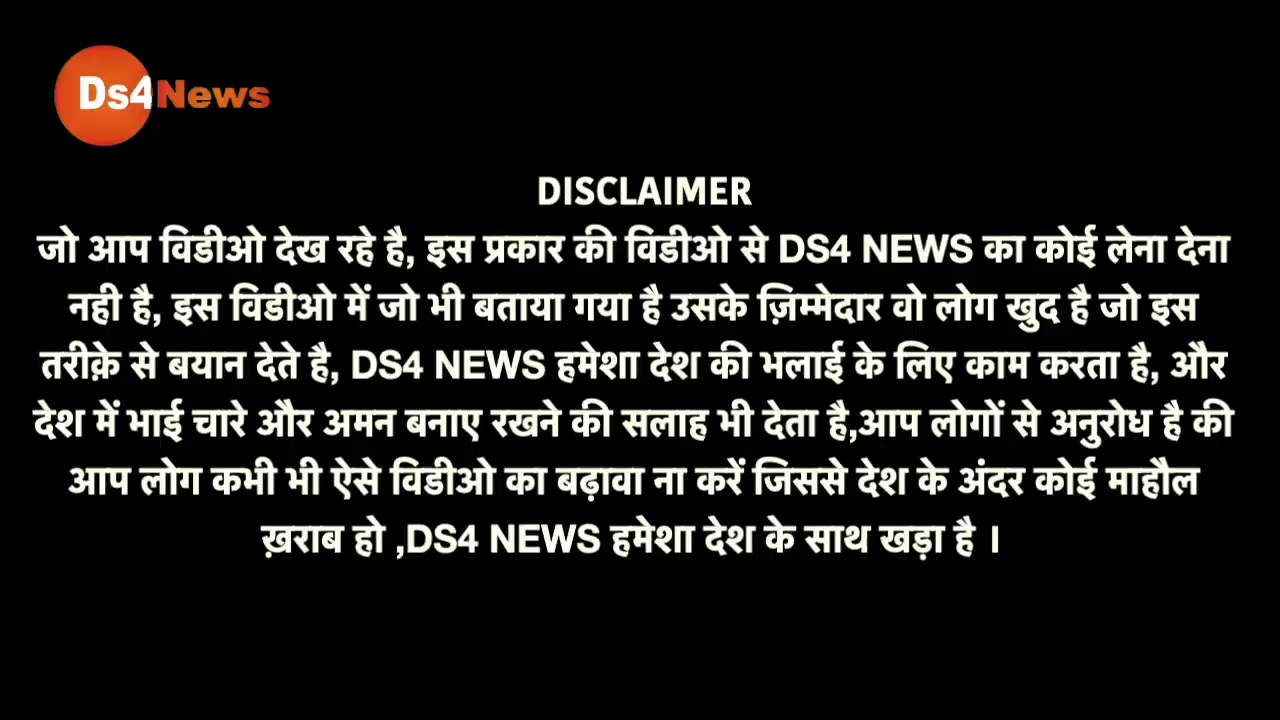 Ds4News
DISCLAIMER
जो आप विडीओ देख रहे है, इस प्रकार की विडीओ से DS4 NEWS का कोई लेना देना
नही है, इस विडीओ में जो भी बताया गया है उसके ज़िम्मेदार वो लोग खुद है जो इस
तरीक़े से बयान देते है, DS4 NEWS हमेशा देश की भलाई के लिए काम करता है, और
देश में भाई चारे और अमन बनाए रखने की सलाह भी देता है,आप लोगों से अनुरोध है की
आप लोग कभी भी ऐसे विडीओ का बढ़ावा ना करें जिससे देश के अंदर कोई माहौल
ख़राब हो ,DS4 NEWS हमेशा देश के साथ खड़ा है ।